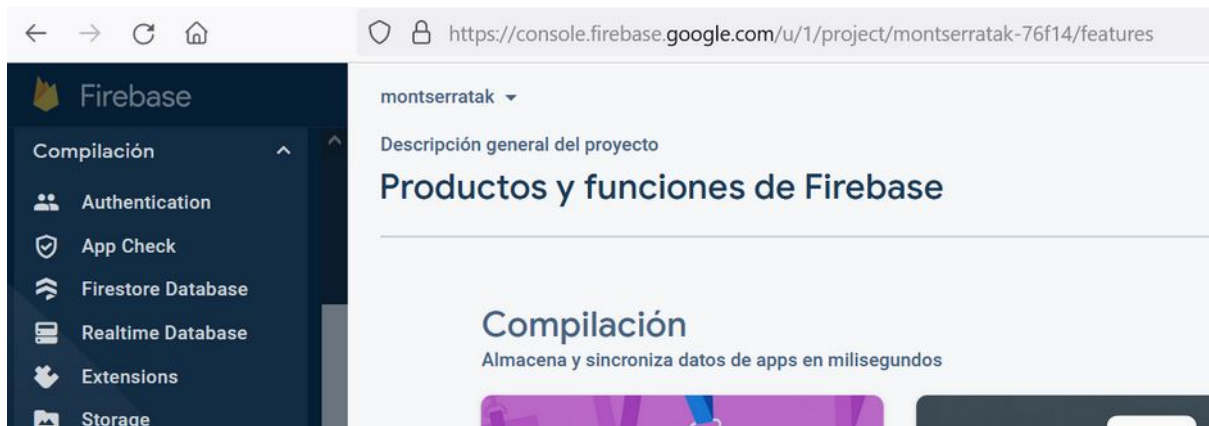 https://console.firebase.google.com/u/1/project/montserratak-76f14/features
Firebase
Compilación
Authentication
App Check
Firestore Database
Realtime Database
Extensions
Storage
montserratak
Descripción general del proyecto
Productos y funciones de Firebase
Compilación
Almacena y sincroniza datos de apps en milisegundos